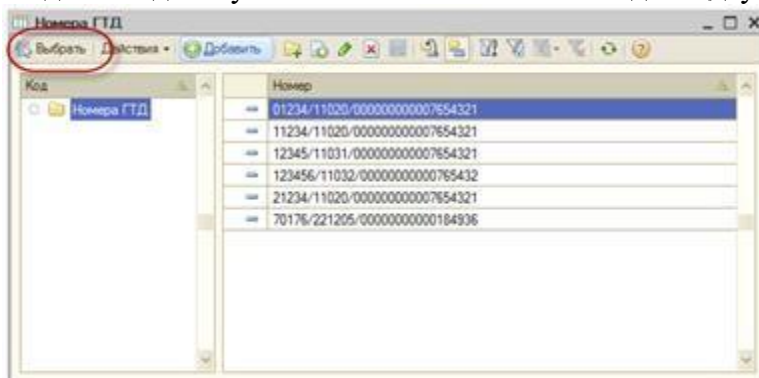 Номера ГТД
Выбрать Действия Добавить
Код Номер
Номера ГТД
01234/11020/000000000007654321
11234/11020/000000000007654321
12345/11031/000000000007654321
123456/11032/00000000000765432
21234/11020/000000000007654321
70176/221205/00000000000184936